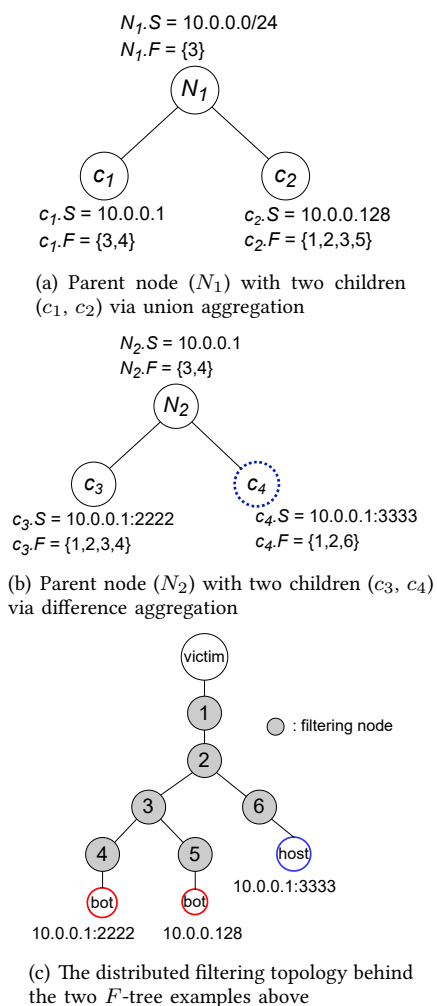 N1.S = 10.0.0.0/24
N1.F = {3}
N1
c1
c2
c1.S = 10.0.0.1
c1.F = {3,4}
c2.S = 10.0.0.128
c2.F = {1,2,3,5}
(a) Parent node (N1) with two children
(c1, c2) via union aggregation
N2.S = 10.0.0.1
N2.F = {3,4}
N2
c3
c4
c3.S = 10.0.0.1:2222
c3.F = {1,2,3,4}
c4.S = 10.0.0.1:3333
c4.F = {1,2,6}
(b) Parent node (N2) with two children (c3, c4)
via difference aggregation
victim
1
: filtering node
2
3
6
4
5
host
10.0.0.1:3333
bot
bot
10.0.0.1:2222
10.0.0.128
(c) The distributed filtering topology behind
the two F-tree examples above